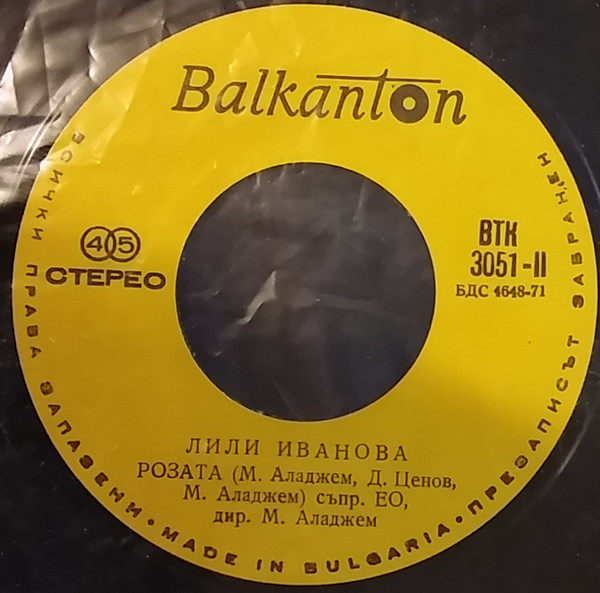 Balkanton
45
СТЕРЕО
ВТК
3051-II
БДС 4648-71
ЛИЛИ ИВАНОВА
РОЗАТА (М. Аладжем, Д. Ценов,
М. Аладжем) съпр. ЕО,
дир. М. Аладжем
ВСИЧКИ ПРАВА ЗАПАЗЕНИ • MADE IN BULGARIA • ПРЕЗАПИСЪТ ЗАБРАНЕН